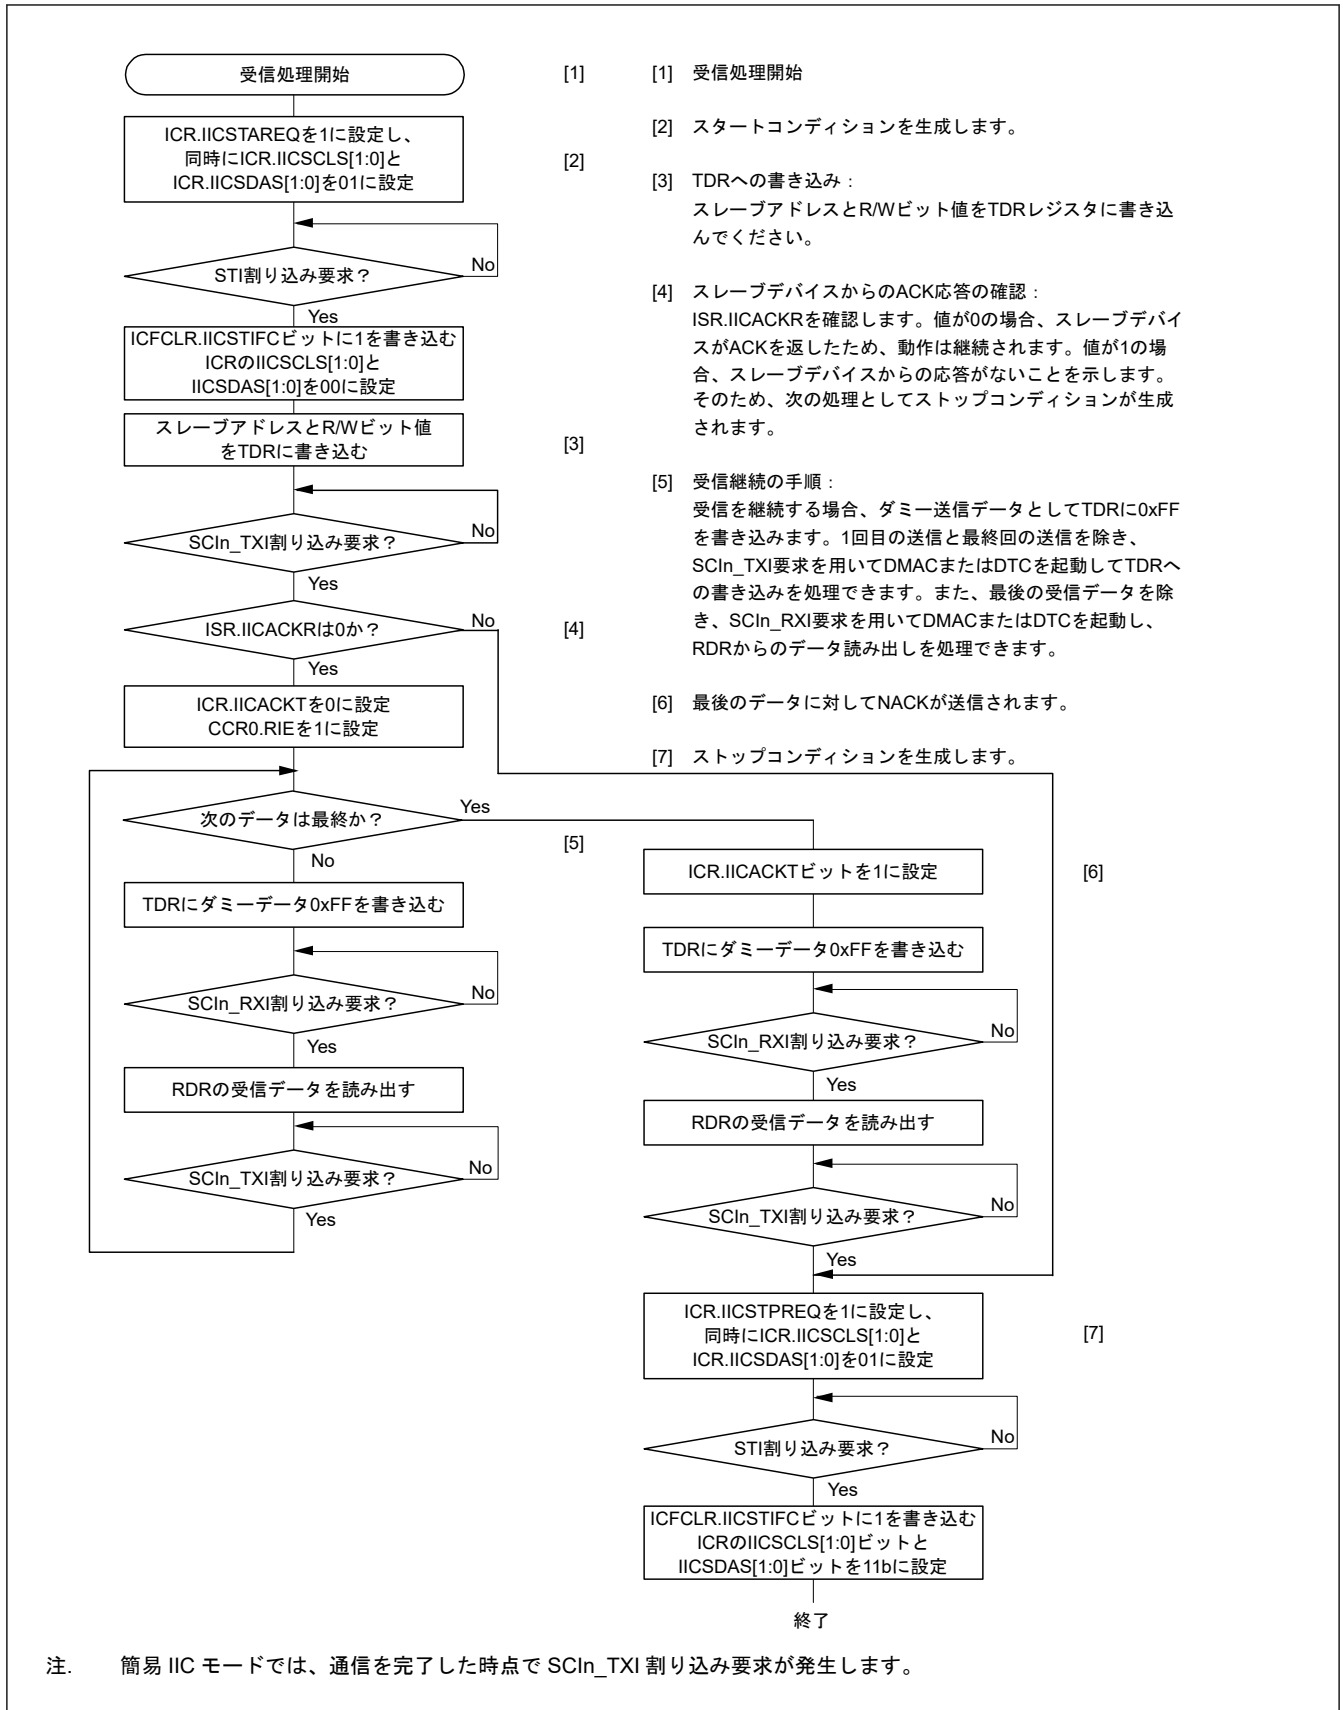 受信処理開始
[1]
ICR.IICSTAREQを1に設定し、
同時にICR.IICSCLS[1:0]と
ICR.IICSDAS[1:0]を01に設定
[2]
STI割り込み要求？
No
Yes
ICFCLR.IICSTIFCビットに1を書き込む
ICRのIICSCLS[1:0]と
IICSDAS[1:0]を00に設定
スレーブアドレスとR/Wビット値
をTDRに書き込む
[3]
SCIn_TXI割り込み要求？
No
Yes
ISR.IICACKRは0か？
No
[4]
Yes
ICR.IICACKTを0に設定
CCR0.RIEを1に設定
次のデータは最終か？
Yes
[5]
No
TDRにダミーデータ0xFFを書き込む
SCIn_RXI割り込み要求？
No
Yes
RDRの受信データを読み出す
SCIn_TXI割り込み要求？
No
Yes
[1] 受信処理開始
[2] スタートコンディションを生成します。
[3] TDRへの書き込み：
スレーブアドレスとR/Wビット値をTDRレジスタに書き込
んでください。
[4] スレーブデバイスからのACK応答の確認：
ISR.IICACKRを確認します。値が0の場合、スレーブデバイ
スがACKを返したため、動作は継続されます。値が1の場
合、スレーブデバイスからの応答がないことを示します。
そのため、次の処理としてストップコンディションが生成
されます。
[5] 受信継続の手順：
受信を継続する場合、ダミー送信データとしてTDRに0xFF
を書き込みます。1回目の送信と最終回の送信を除き、
SCIn_TXI要求を用いてDMACまたはDTCを起動してTDRへ
の書き込みを処理できます。また、最後の受信データを除
き、SCIn_RXI要求を用いてDMACまたはDTCを起動し、
RDRからのデータ読み出しを処理できます。
[6] 最後のデータに対してNACKが送信されます。
[7] ストップコンディションを生成します。
ICR.IICACKTビットを1に設定
[6]
TDRにダミーデータ0xFFを書き込む
SCIn_RXI割り込み要求？
No
Yes
RDRの受信データを読み出す
SCIn_TXI割り込み要求？
No
Yes
ICR.IICSTPREQを1に設定し、
同時にICR.IICSCLS[1:0]と
ICR.IICSDAS[1:0]を01に設定
[7]
STI割り込み要求？
No
Yes
ICFCLR.IICSTIFCビットに1を書き込む
ICRのIICSCLS[1:0]ビットと
IICSDAS[1:0]ビットを11bに設定
終了
注. 簡易 IIC モードでは、通信を完了した時点で SCIn_TXI 割り込み要求が発生します。